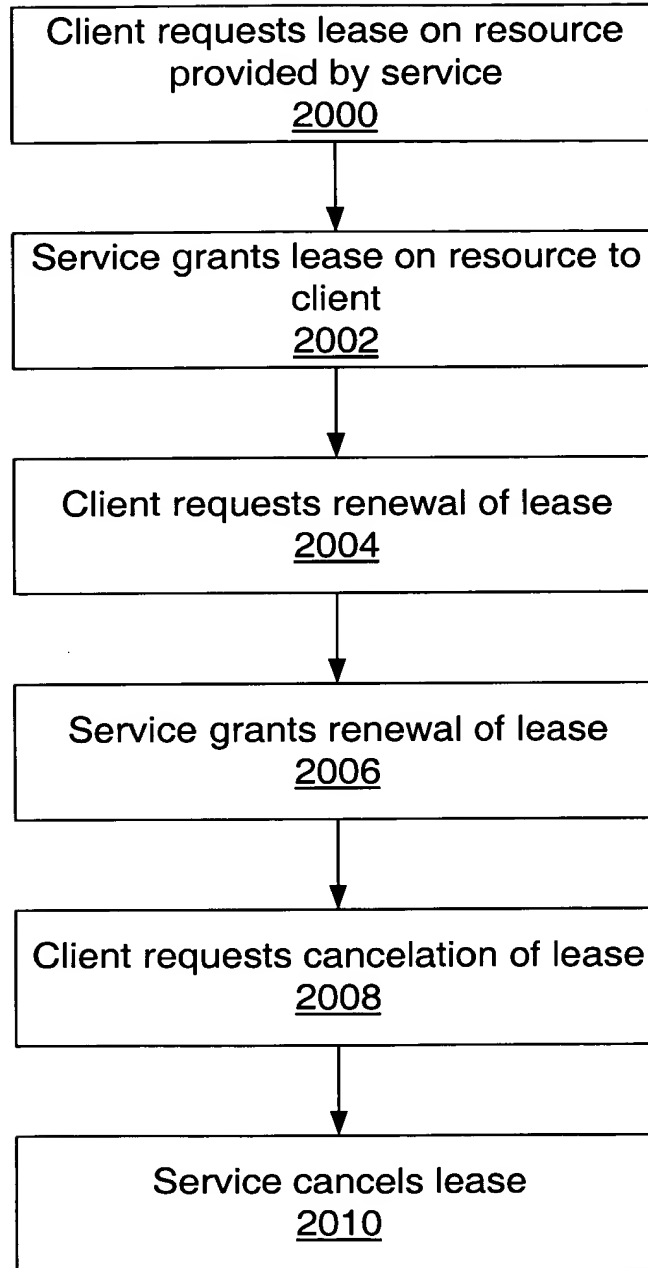 Client requests lease on resource
provided by service
2000
Service grants lease on resource to
client
2002
Client requests renewal of lease
2004
Service grants renewal of lease
2006
Client requests cancelation of lease
2008
Service cancels lease
2010